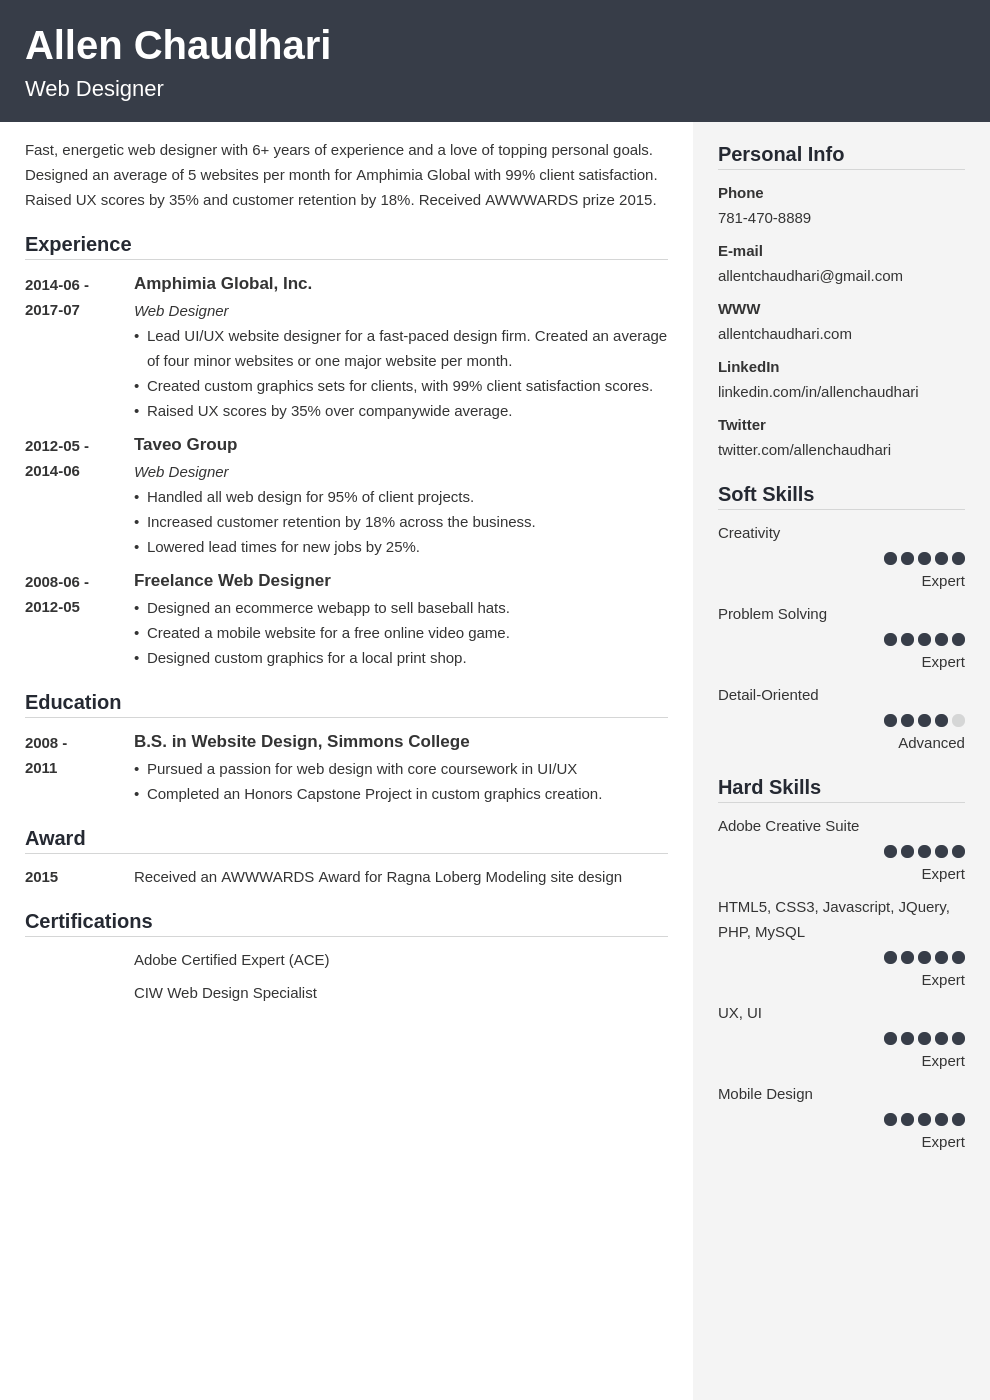 Allen Chaudhari
Web Designer
Fast, energetic web designer with 6+ years of experience and a love of topping personal goals.
Designed an average of 5 websites per month for Amphimia Global with 99% client satisfaction.
Raised UX scores by 35% and customer retention by 18%. Received AWWWARDS prize 2015.
Experience
2014-06 -
2017-07
Amphimia Global, Inc.
Web Designer
• Lead UI/UX website designer for a fast-paced design firm. Created an average
of four minor websites or one major website per month.
• Created custom graphics sets for clients, with 99% client satisfaction scores.
• Raised UX scores by 35% over companywide average.
2012-05 -
2014-06
Taveo Group
Web Designer
• Handled all web design for 95% of client projects.
• Increased customer retention by 18% across the business.
• Lowered lead times for new jobs by 25%.
2008-06 -
2012-05
Freelance Web Designer
• Designed an ecommerce webapp to sell baseball hats.
• Created a mobile website for a free online video game.
• Designed custom graphics for a local print shop.
Education
2008 -
2011
B.S. in Website Design, Simmons College
• Pursued a passion for web design with core coursework in UI/UX
• Completed an Honors Capstone Project in custom graphics creation.
Award
2015
Received an AWWWARDS Award for Ragna Loberg Modeling site design
Certifications
Adobe Certified Expert (ACE)
CIW Web Design Specialist
Personal Info
Phone
781-470-8889
E-mail
allentchaudhari@gmail.com
WWW
allentchaudhari.com
LinkedIn
linkedin.com/in/allenchaudhari
Twitter
twitter.com/allenchaudhari
Soft Skills
Creativity
Expert
Problem Solving
Expert
Detail-Oriented
Advanced
Hard Skills
Adobe Creative Suite
Expert
HTML5, CSS3, Javascript, JQuery,
PHP, MySQL
Expert
UX, UI
Expert
Mobile Design
Expert